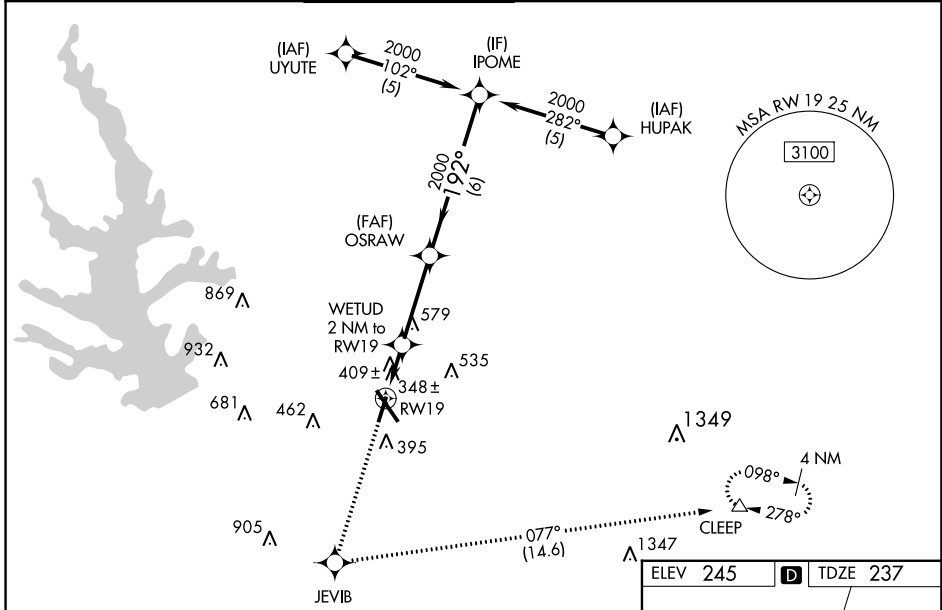 (IAF)
UYUTE
2000
102°
(5)
(IF)
IPOME
2000
282°
(5)
(IAF)
HUPAK
MSA RW 19 25 NM
3100
2000
192°
(6)
(FAF)
OSRAW
869
WETUD
2 NM to
RW19
579
932
409±
535
348±
RW19
681
462
395
1349
4 NM
098°
278°
CLEEP
905
077°
(14.6)
1347
JEVIB
ELEV 245 D TDZE 237